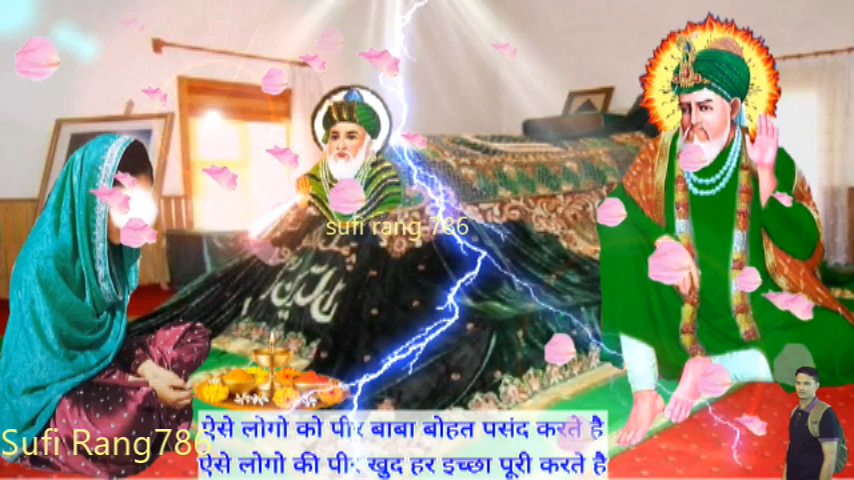 sufi rang 786
Sufi Rang786
ऐसे लोगो को पीर बाबा बोहत पसंद करते है
ऐसे लोगो की पीर खुद हर इच्छा पूरी करते है